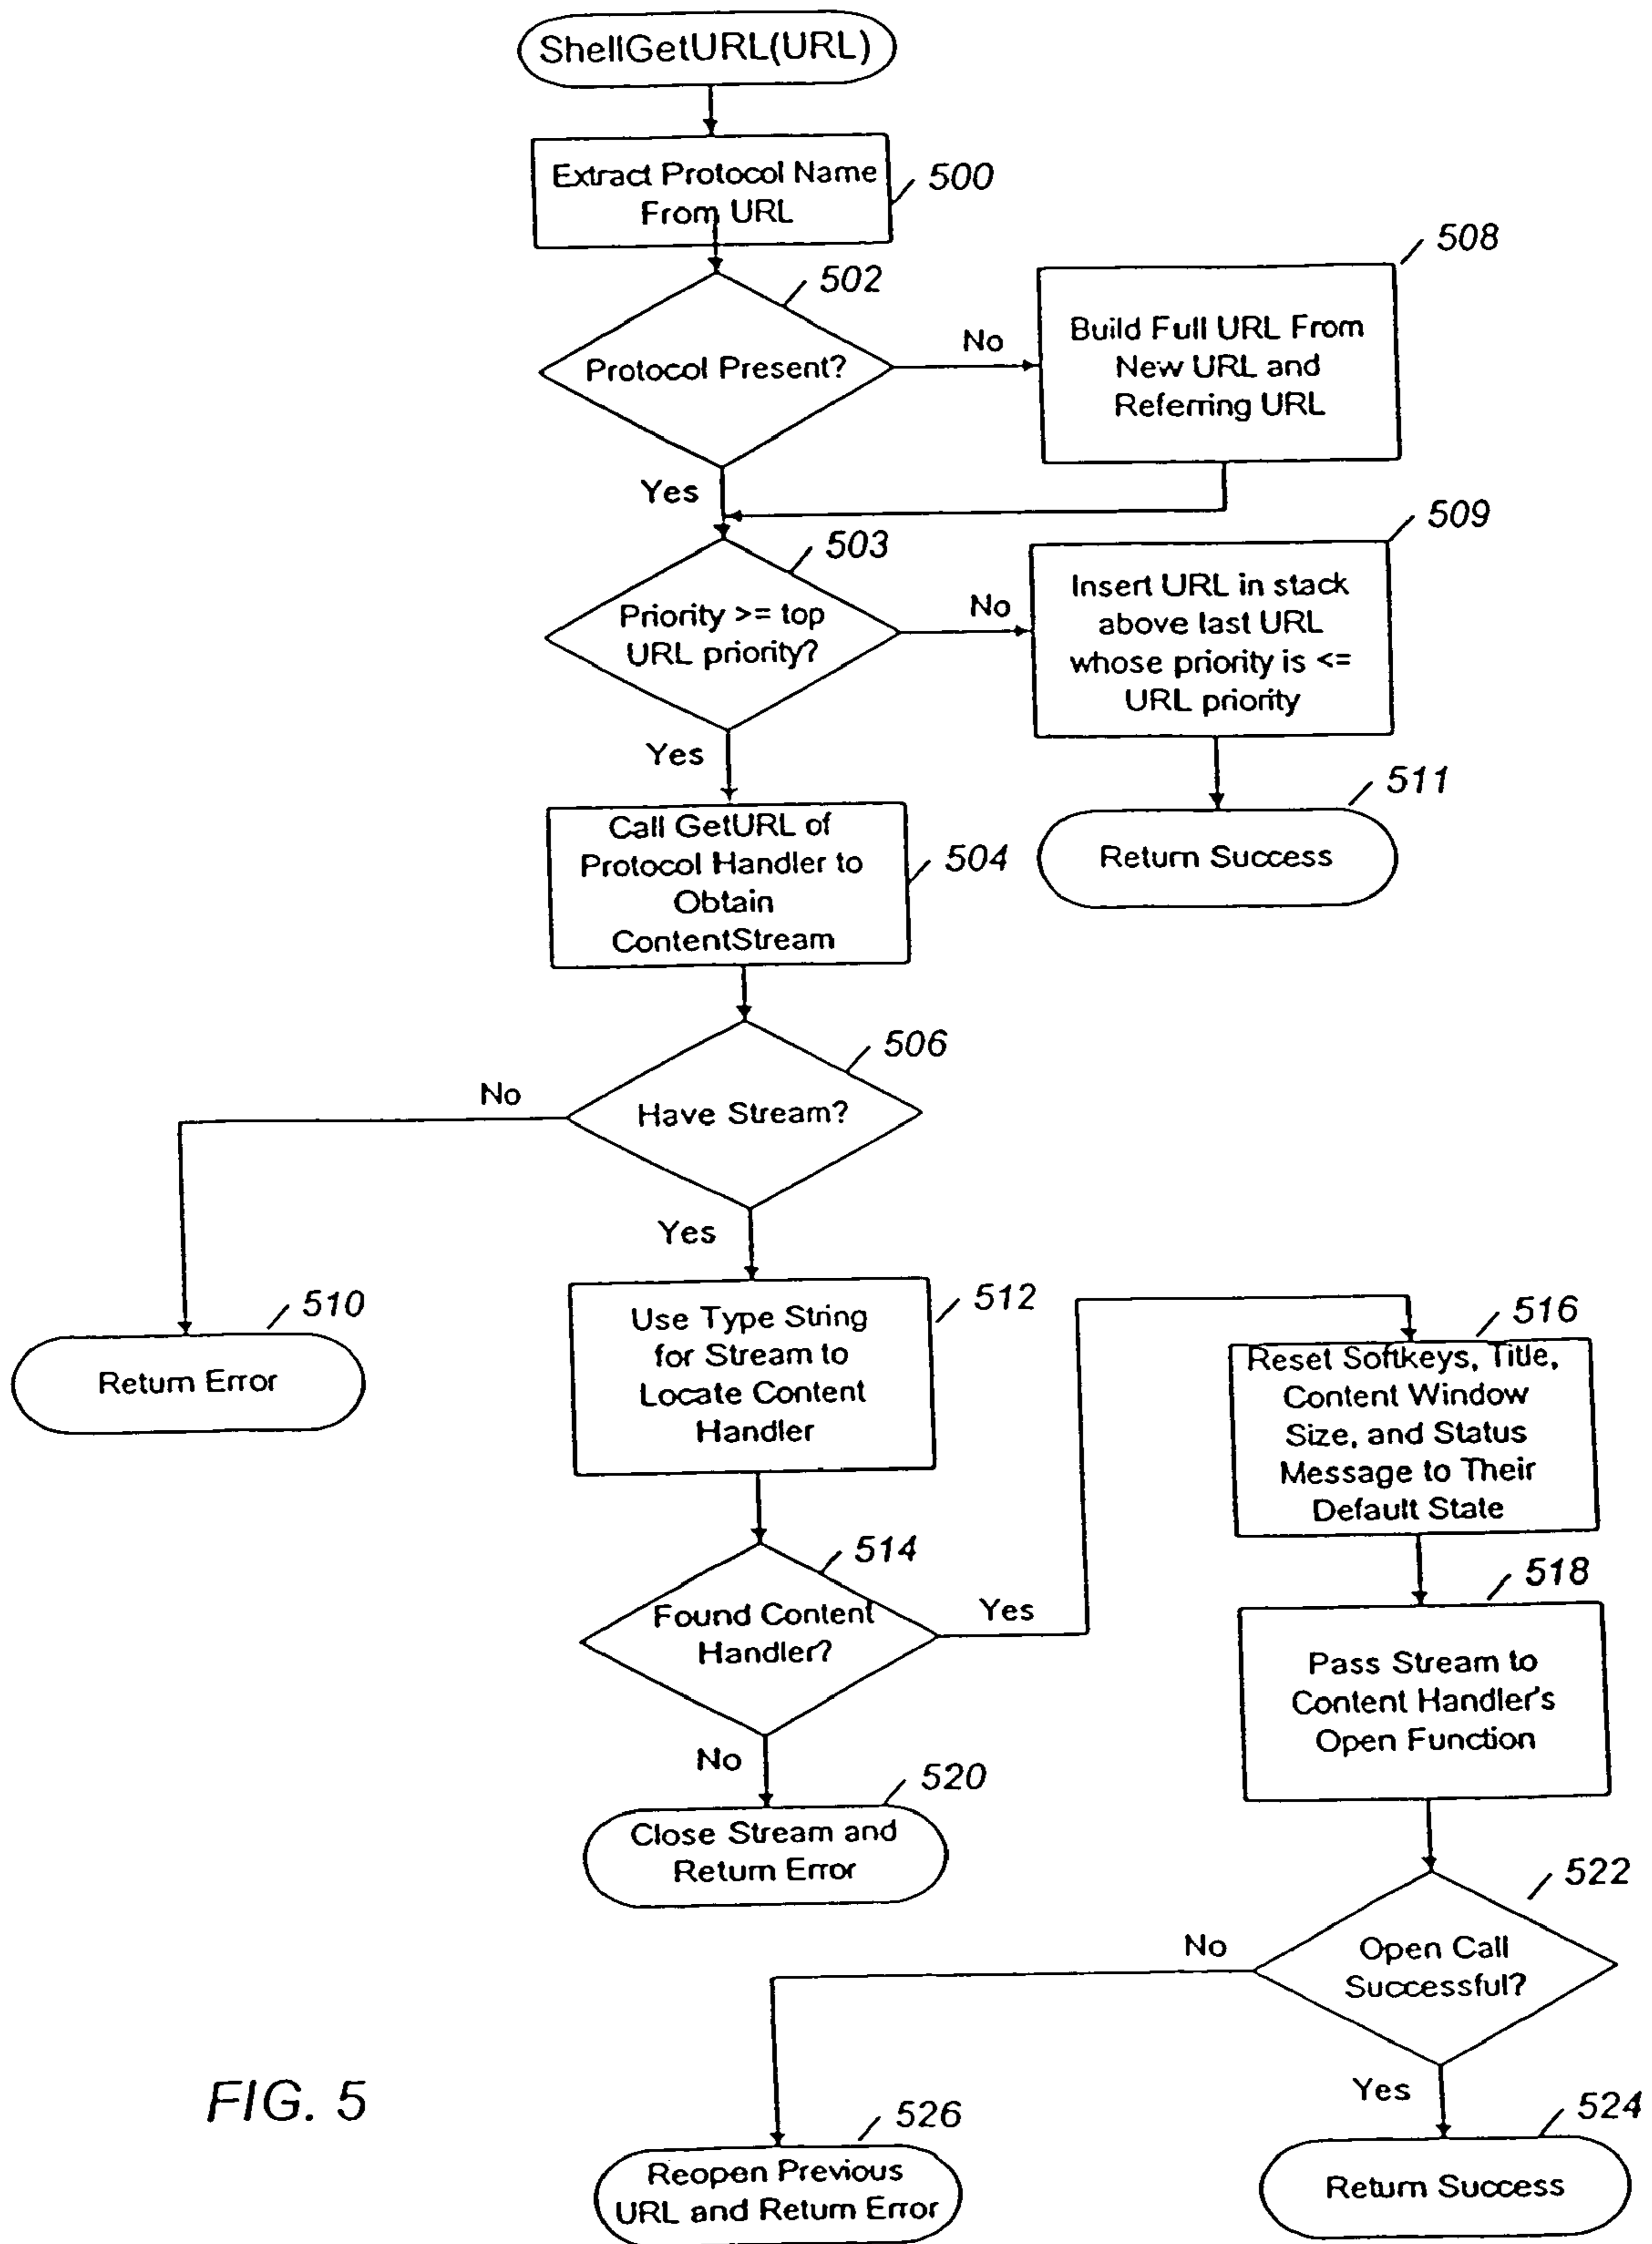 ShellGetURL(URL)
Extract Protocol Name
From URL
500
508
502
Protocol Present?
No
Build Full URL From
New URL and
Referring URL
Yes
509
503
Priority >= top
URL priority?
No
Insert URL in stack
above last URL
whose priority is <=
URL priority
Yes
511
Return Success
Call GetURL of
Protocol Handler to
Obtain
ContentStream
504
506
Have Stream?
No
Yes
510
Return Error
512
Use Type String
for Stream to
Locate Content
Handler
516
Reset Softkeys, Title,
Content Window
Size, and Status
Message to Their
Default State
514
Found Content
Handler?
Yes
No
518
Pass Stream to
Content Handler's
Open Function
520
Close Stream and
Return Error
522
Open Call
Successful?
No
Yes
524
Return Success
526
Reopen Previous
URL and Return Error
FIG. 5